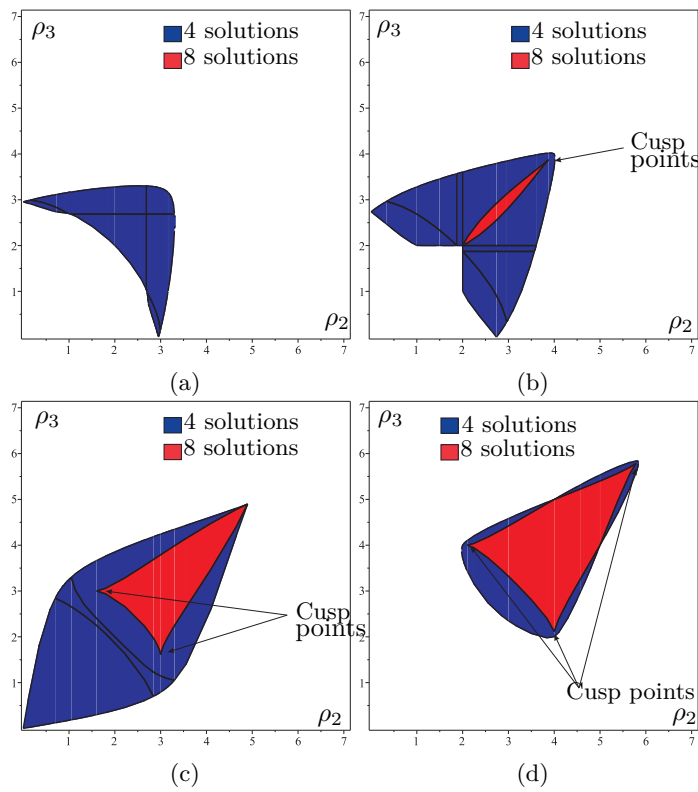 7
ρ3
4 solutions
8 solutions
6
5
4
3
2
1
ρ2
1 2 3 4 5 6 7
(a)
7
ρ3
4 solutions
8 solutions
6
5
Cusp
points
4
3
2
1
ρ2
1 2 3 4 5 6 7
(b)
7
ρ3
4 solutions
8 solutions
6
5
4
3
Cusp
points
2
1
ρ2
1 2 3 4 5 6 7
(c)
7
ρ3
4 solutions
8 solutions
6
5
4
3
2
1
Cusp points
ρ2
1 2 3 4 5 6 7
(d)